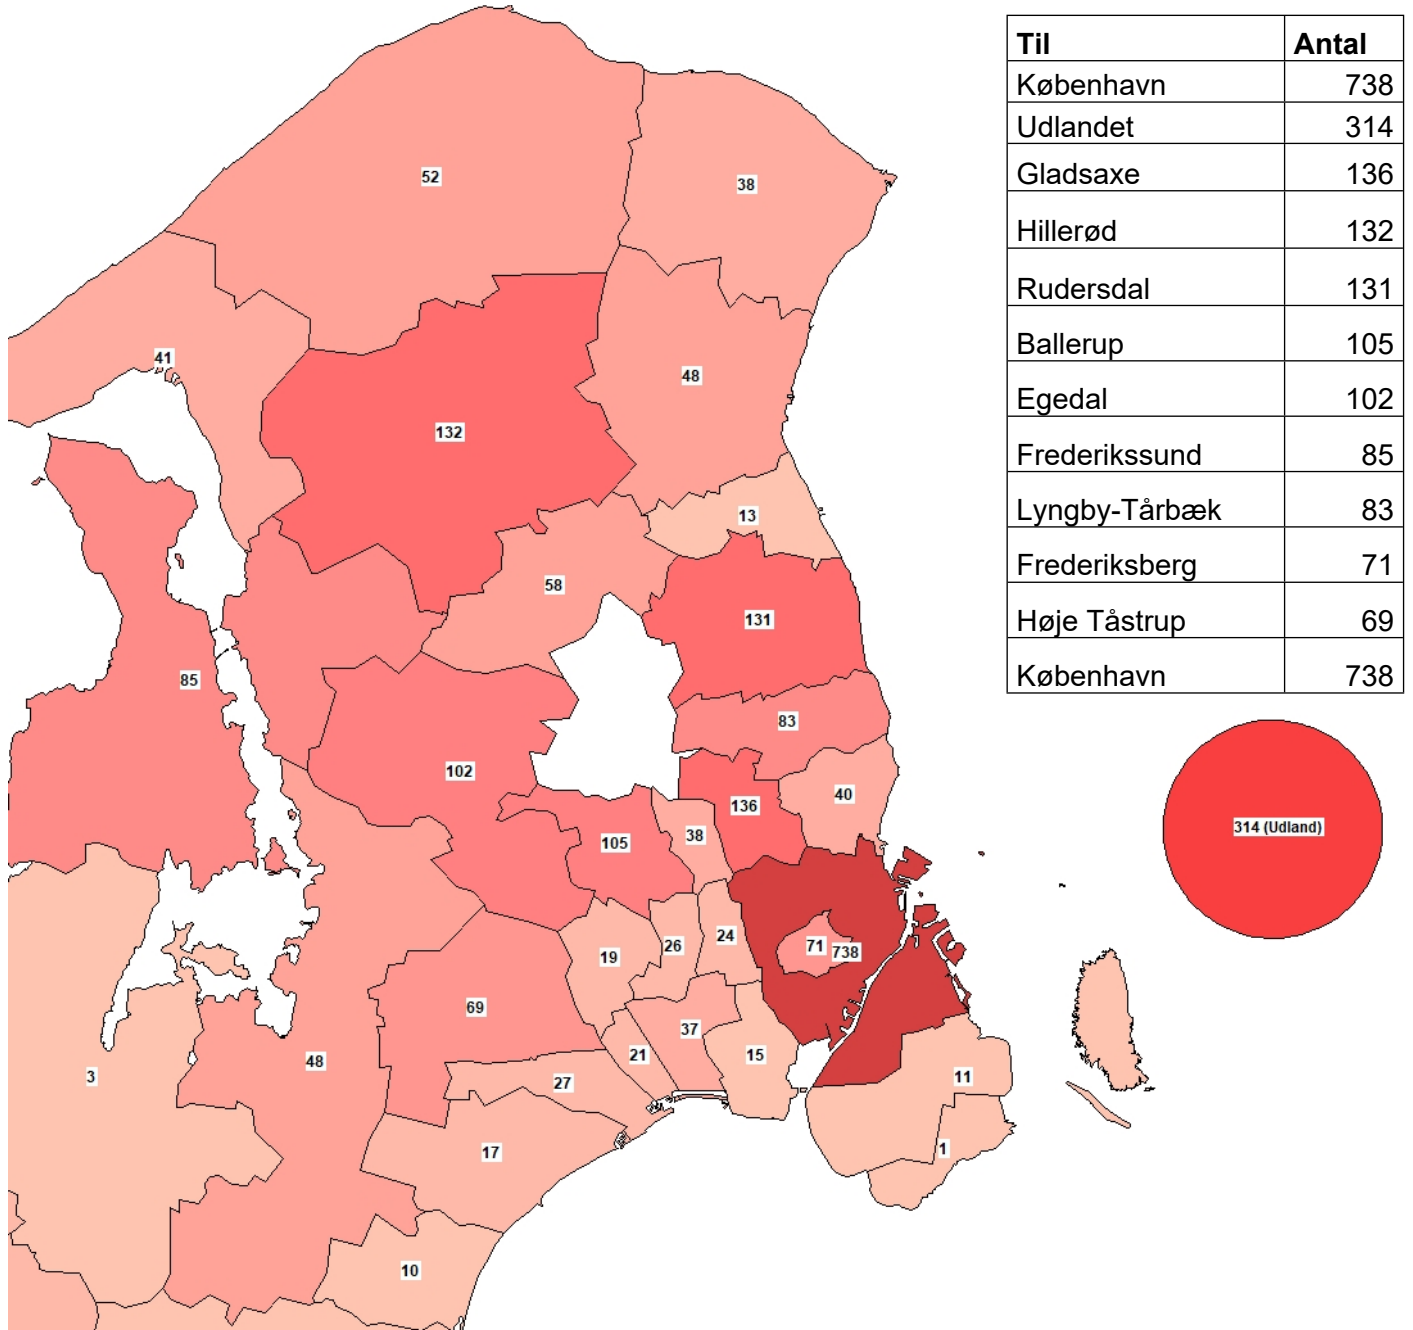 Til Antal
København 738
Udlandet 314
Gladsaxe 136
Hillerød 132
Rudersdal 131
Ballerup 105
Egedal 102
Frederikssund 85
Lyngby-Tårbæk 83
Frederiksberg 71
Høje Tåstrup 69
København 738
52
38
41
48
132
13
58
131
85
83
102
40
136
314 (Udland)
38
105
24
26
71
738
19
69
37
21
15
48
3
11
27
1
17
10